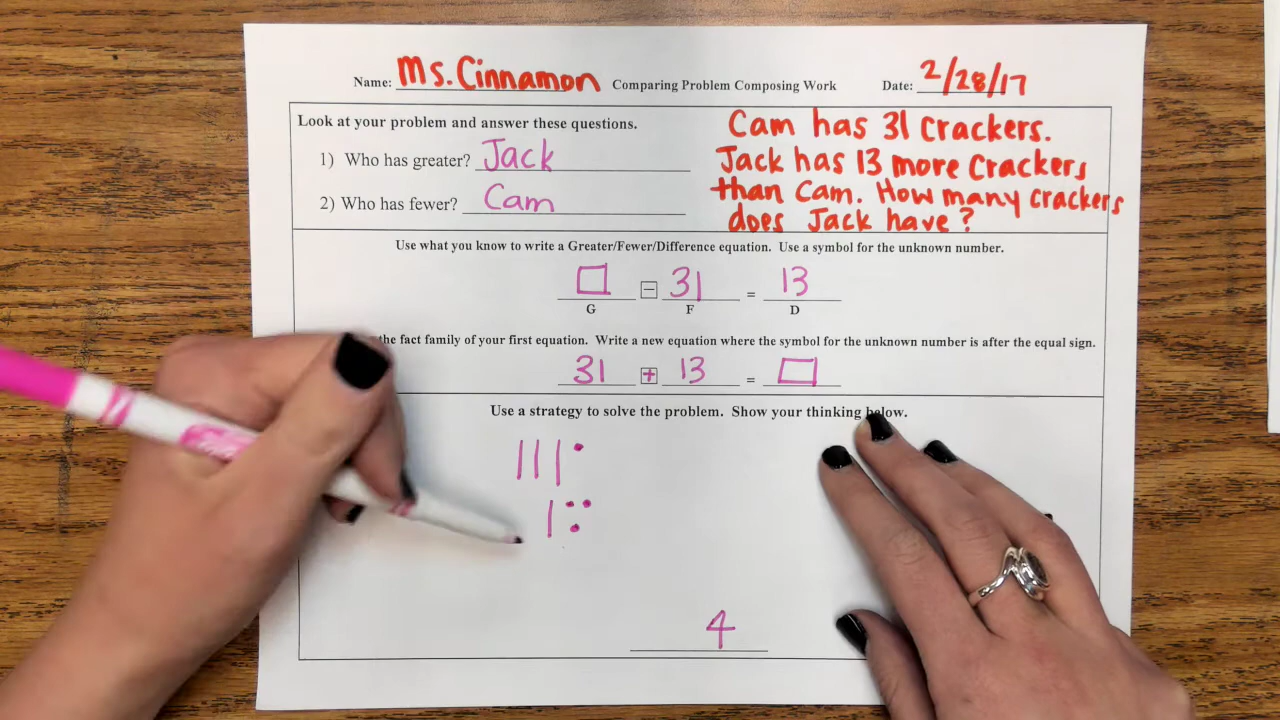 Name: Ms. Cinnamon Comparing Problem Composing Work Date: 2/28/17
Look at your problem and answer these questions.
1) Who has greater? Jack
2) Who has fewer? Cam
Cam has 31 crackers.
Jack has 13 more crackers
than Cam. How many crackers
does Jack have?
Use what you know to write a Greater/Fewer/Difference equation. Use a symbol for the unknown number.
□ - 31 = 13
G F D
the fact family of your first equation. Write a new equation where the symbol for the unknown number is after the equal sign.
31 + 13 = □
Use a strategy to solve the problem. Show your thinking below.
4